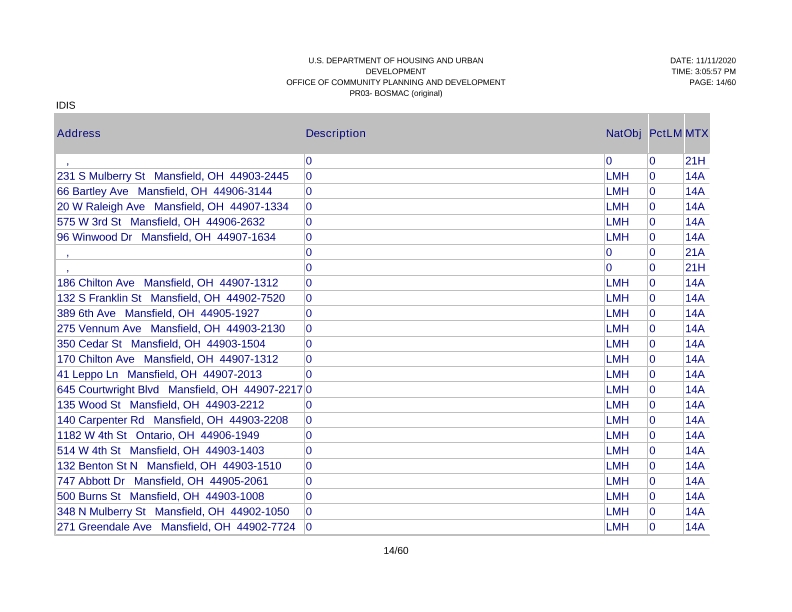 U.S. DEPARTMENT OF HOUSING AND URBAN DEVELOPMENT
OFFICE OF COMMUNITY PLANNING AND DEVELOPMENT
PR03- BOSMAC (original)
DATE: 11/11/2020
TIME: 3:05:57 PM
PAGE: 14/60
IDIS
Address Description NatObj PctLM MTX
, 0 0 0 21H
231 S Mulberry St Mansfield, OH 44903-2445 0 LMH 0 14A
66 Bartley Ave Mansfield, OH 44906-3144 0 LMH 0 14A
20 W Raleigh Ave Mansfield, OH 44907-1334 0 LMH 0 14A
575 W 3rd St Mansfield, OH 44906-2632 0 LMH 0 14A
96 Winwood Dr Mansfield, OH 44907-1634 0 LMH 0 14A
, 0 0 0 21A
, 0 0 0 21H
186 Chilton Ave Mansfield, OH 44907-1312 0 LMH 0 14A
132 S Franklin St Mansfield, OH 44902-7520 0 LMH 0 14A
389 6th Ave Mansfield, OH 44905-1927 0 LMH 0 14A
275 Vennum Ave Mansfield, OH 44903-2130 0 LMH 0 14A
350 Cedar St Mansfield, OH 44903-1504 0 LMH 0 14A
170 Chilton Ave Mansfield, OH 44907-1312 0 LMH 0 14A
41 Leppo Ln Mansfield, OH 44907-2013 0 LMH 0 14A
645 Courtwright Blvd Mansfield, OH 44907-2217 0 LMH 0 14A
135 Wood St Mansfield, OH 44903-2212 0 LMH 0 14A
140 Carpenter Rd Mansfield, OH 44903-2208 0 LMH 0 14A
1182 W 4th St Ontario, OH 44906-1949 0 LMH 0 14A
514 W 4th St Mansfield, OH 44903-1403 0 LMH 0 14A
132 Benton St N Mansfield, OH 44903-1510 0 LMH 0 14A
747 Abbott Dr Mansfield, OH 44905-2061 0 LMH 0 14A
500 Burns St Mansfield, OH 44903-1008 0 LMH 0 14A
348 N Mulberry St Mansfield, OH 44902-1050 0 LMH 0 14A
271 Greendale Ave Mansfield, OH 44902-7724 0 LMH 0 14A
14/60